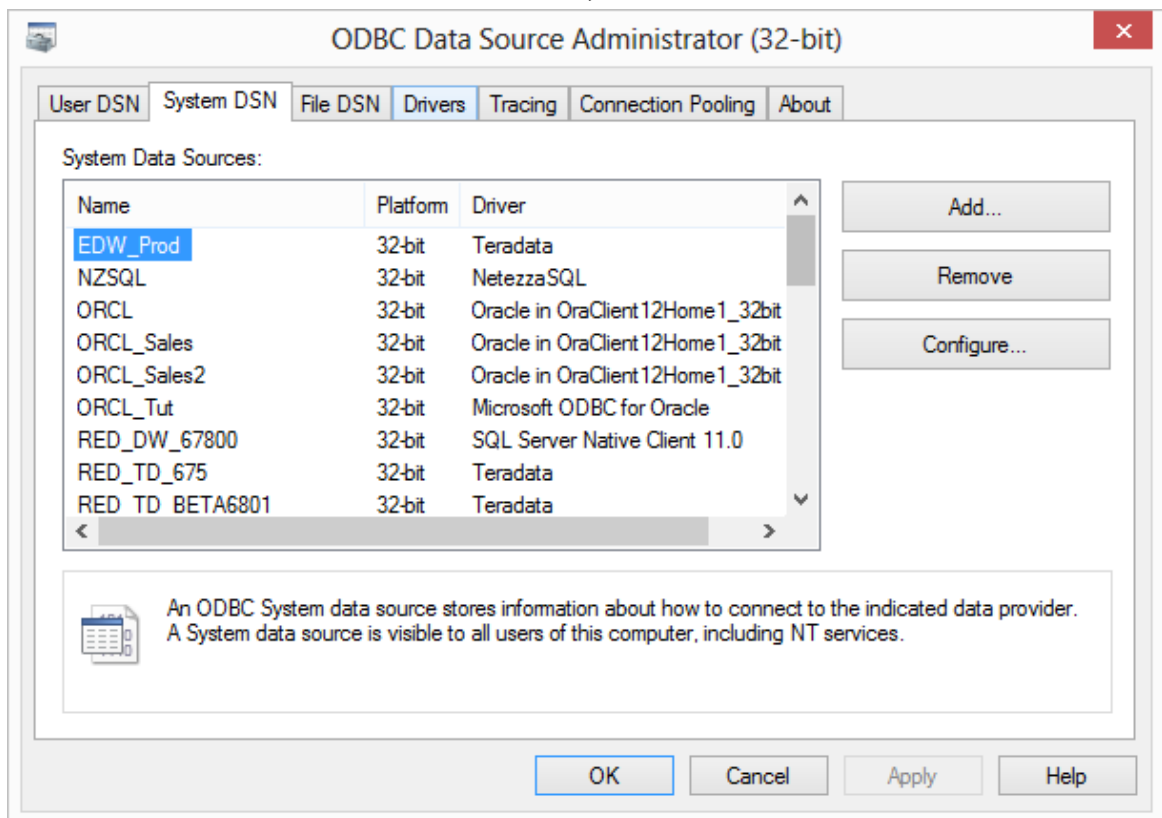 ODBC Data Source Administrator (32-bit)
User DSN System DSN File DSN Drivers Tracing Connection Pooling About
System Data Sources:
Name Platform Driver
EDW_Prod 32-bit Teradata
NZSQL 32-bit NetezzaSQL
ORCL 32-bit Oracle in OraClient12Home1_32bit
ORCL_Sales 32-bit Oracle in OraClient12Home1_32bit
ORCL_Sales2 32-bit Oracle in OraClient12Home1_32bit
ORCL_Tut 32-bit Microsoft ODBC for Oracle
RED_DW_67800 32-bit SQL Server Native Client 11.0
RED_TD_675 32-bit Teradata
RED_TD_BETA6801 32-bit Teradata
Add...
Remove
Configure...
An ODBC System data source stores information about how to connect to the indicated data provider.
A System data source is visible to all users of this computer, including NT services.
OK Cancel Apply Help